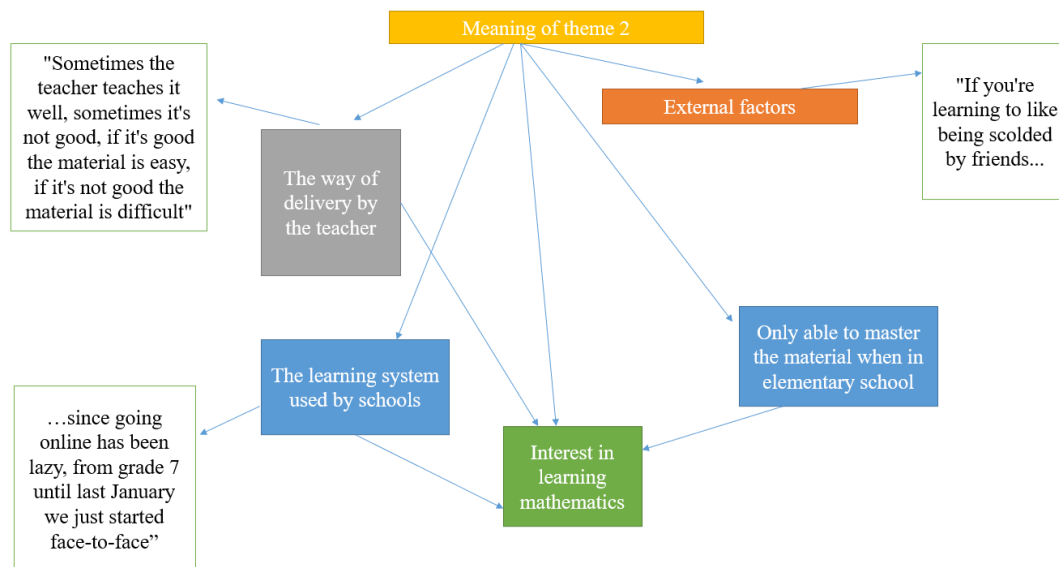 Meaning of theme 2
"Sometimes the
teacher teaches it
well, sometimes it's
not good, if it's good
the material is easy,
if it's not good the
material is difficult"
External factors
"If you're
learning to like
being scolded
by friends...
The way of
delivery by
the teacher
The learning system
used by schools
Only able to master
the material when in
elementary school
…since going
online has been
lazy, from grade 7
until last January
we just started
face-to-face”
Interest in
learning
mathematics